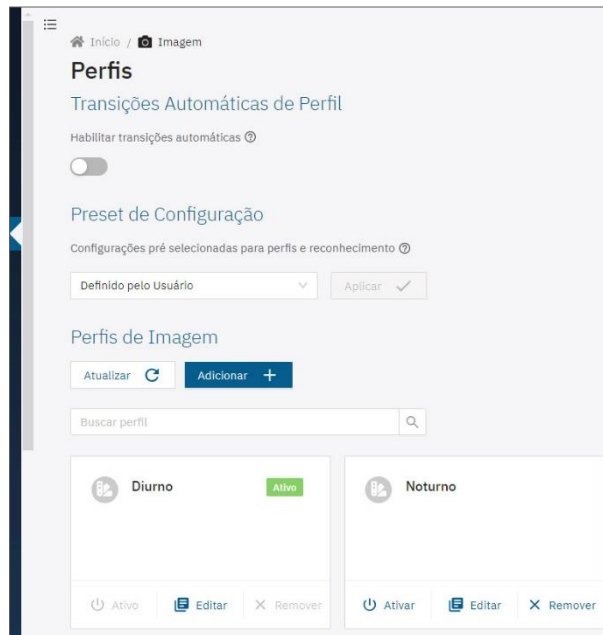 Início / Imagem
Perfis
Transições Automáticas de Perfil
Habilitar transições automáticas
Preset de Configuração
Configurações pré selecionadas para perfis e reconhecimento
Definido pelo Usuário Aplicar
Perfis de Imagem
Atualizar Adicionar
Buscar perfil
Diurno Ativo Noturno
Ativo Editar Remover Ativar Editar Remover